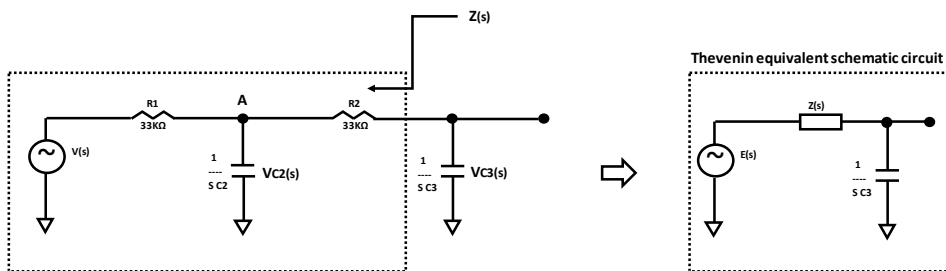 Z(s)
Thevenin equivalent schematic circuit
R1
33KΩ
A
R2
33KΩ
V(s)
1
----
S C2
VC2(s)
1
----
S C3
VC3(s)
Z(s)
E(s)
1
----
S C3